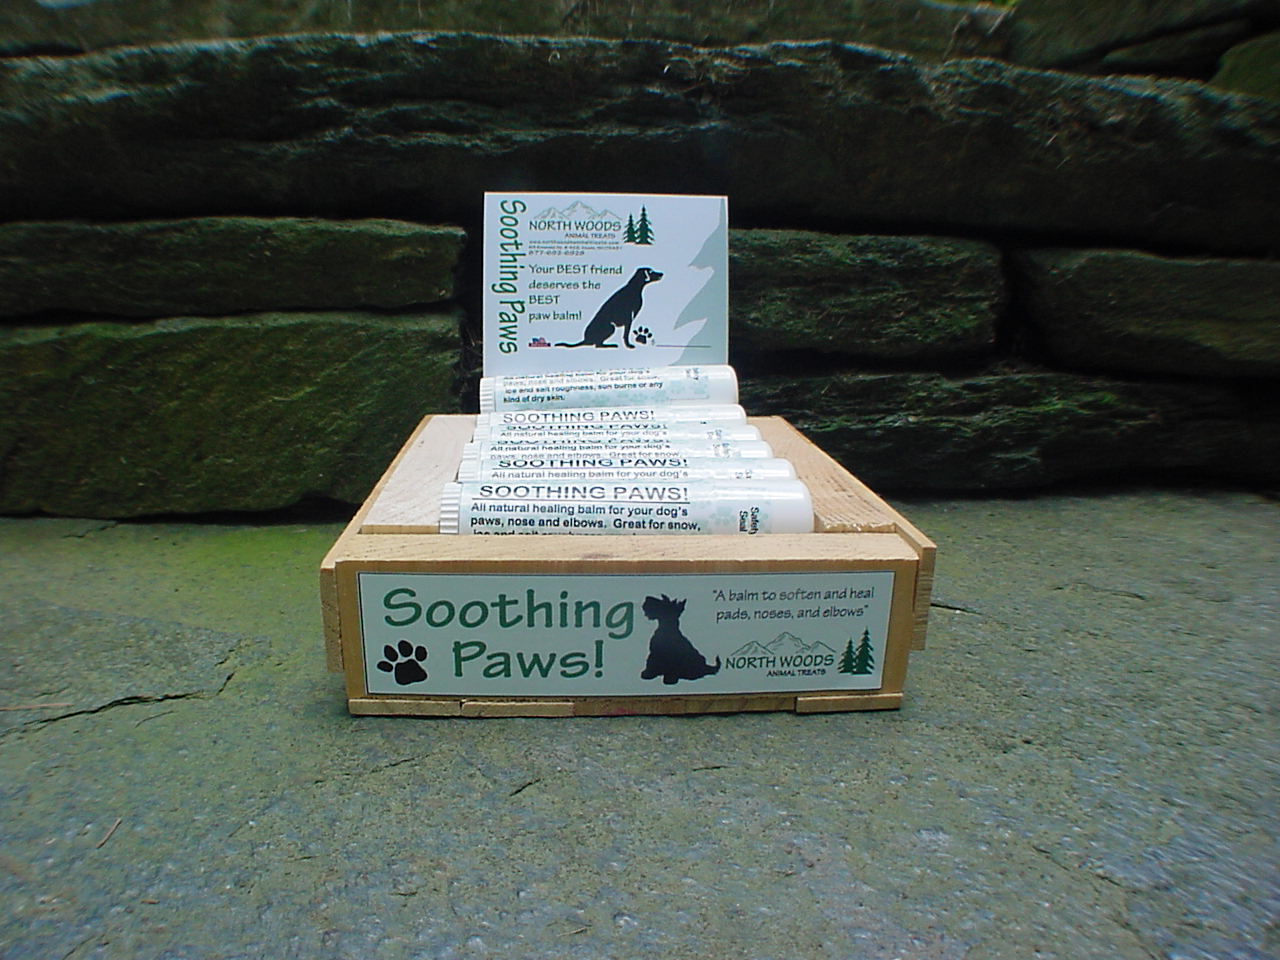 Soothing Paws
NORTH WOODS
ANIMAL TREATS
Your BEST friend
deserves the
BEST
paw balm!
All natural healing balm for your dog's
paws, nose and elbows. Great for snow,
ice and salt roughness, sun burns or any
kind of dry skin.
SOOTHING PAWS!
SOOTHING PAWS!
All natural healing balm for your dog's
SOOTHING PAWS!
All natural healing balm for your dog's
paws, nose and elbows. Great for snow,
SOOTHING PAWS!
All natural healing balm for your dog's
SOOTHING PAWS!
All natural healing balm for your dog's
paws, nose and elbows. Great for snow,
Safety
Seal
Soothing
Paws!
"A balm to soften and heal
pads, noses, and elbows"
NORTH WOODS
ANIMAL TREATS